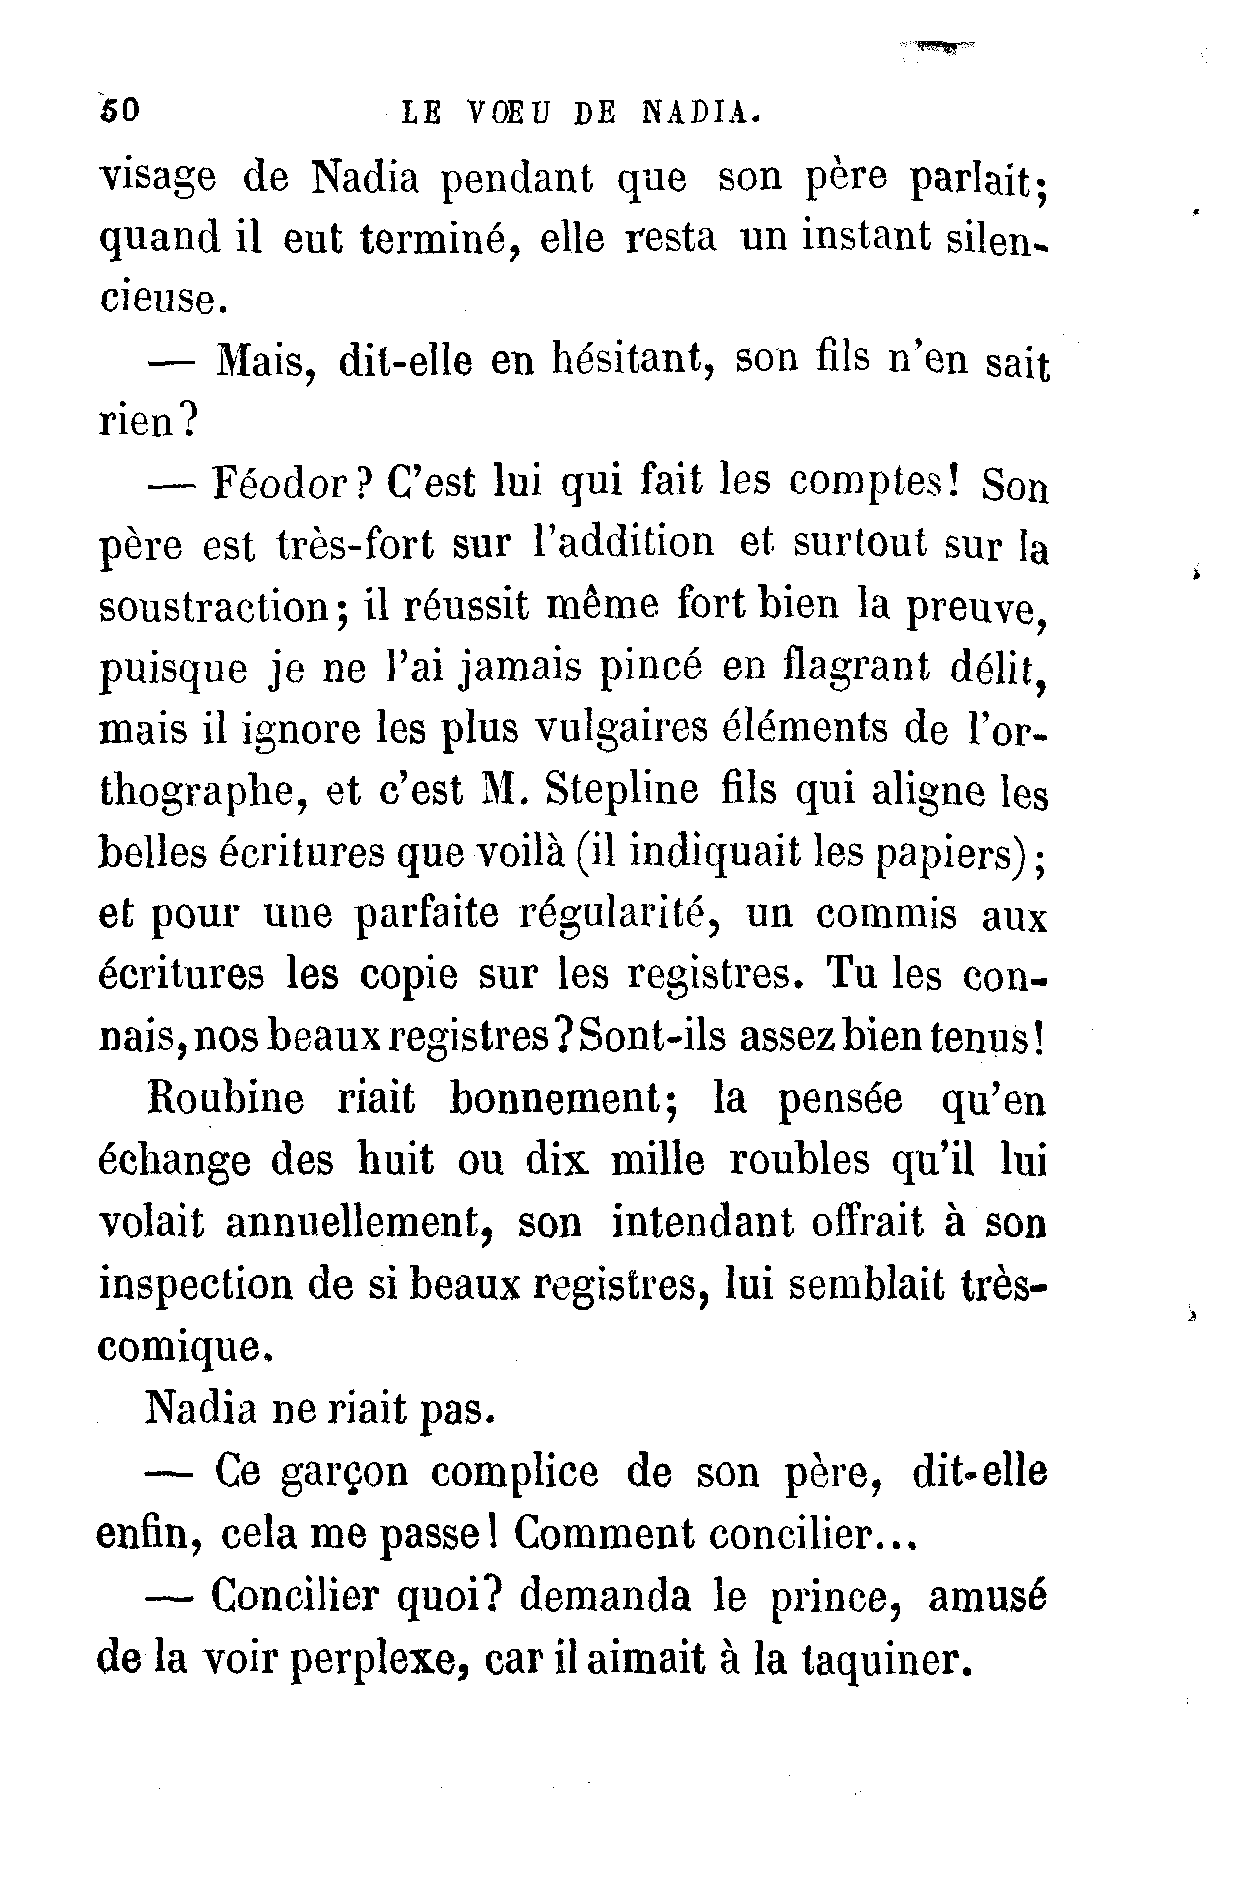 50 LE VŒU DE NADIA.
visage de Nadia pendant que son père parlait;
quand il eut terminé, elle resta un instant silen-
cieuse.
— Mais, dit-elle en hésitant, son fils n'en sait
rien?
— Féodor? C'est lui qui fait les comptes! Son
père est très-fort sur l'addition et surtout sur la
soustraction; il réussit même fort bien la preuve,
puisque je ne l'ai jamais pincé en flagrant délit,
mais il ignore les plus vulgaires éléments de l'or-
thographe, et c'est M. Stepline fils qui aligne les
belles écritures que voilà (il indiquait les papiers);
et pour une parfaite régularité, un commis aux
écritures les copie sur les registres. Tu les con-
nais, nos beaux registres? Sont-ils assez bien tenus!
Roubine riait bonnement; la pensée qu'en
échange des huit ou dix mille roubles qu'il lui
volait annuellement, son intendant offrait à son
inspection de si beaux registres, lui semblait très-
comique.
Nadia ne riait pas.
— Ce garçon complice de son père, dit-elle
enfin, cela me passe! Comment concilier...
— Concilier quoi? demanda le prince, amusé
de la voir perplexe, car il aimait à la taquiner.